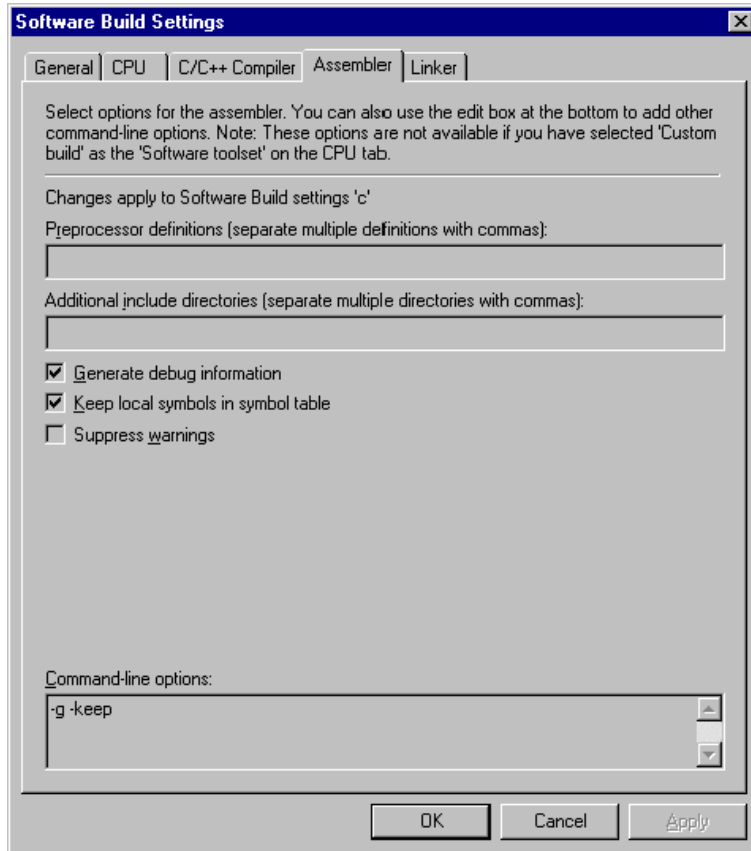 Software Build Settings
General CPU C/C++ Compiler Assembler Linker
Select options for the assembler. You can also use the edit box at the bottom to add other
command-line options. Note: These options are not available if you have selected 'Custom
build' as the 'Software toolset' on the CPU tab.
Changes apply to Software Build settings 'c'
Preprocessor definitions (separate multiple definitions with commas):
Additional include directories (separate multiple directories with commas):
Generate debug information
Keep local symbols in symbol table
Suppress warnings
Command-line options:
-g -keep
OK Cancel Apply